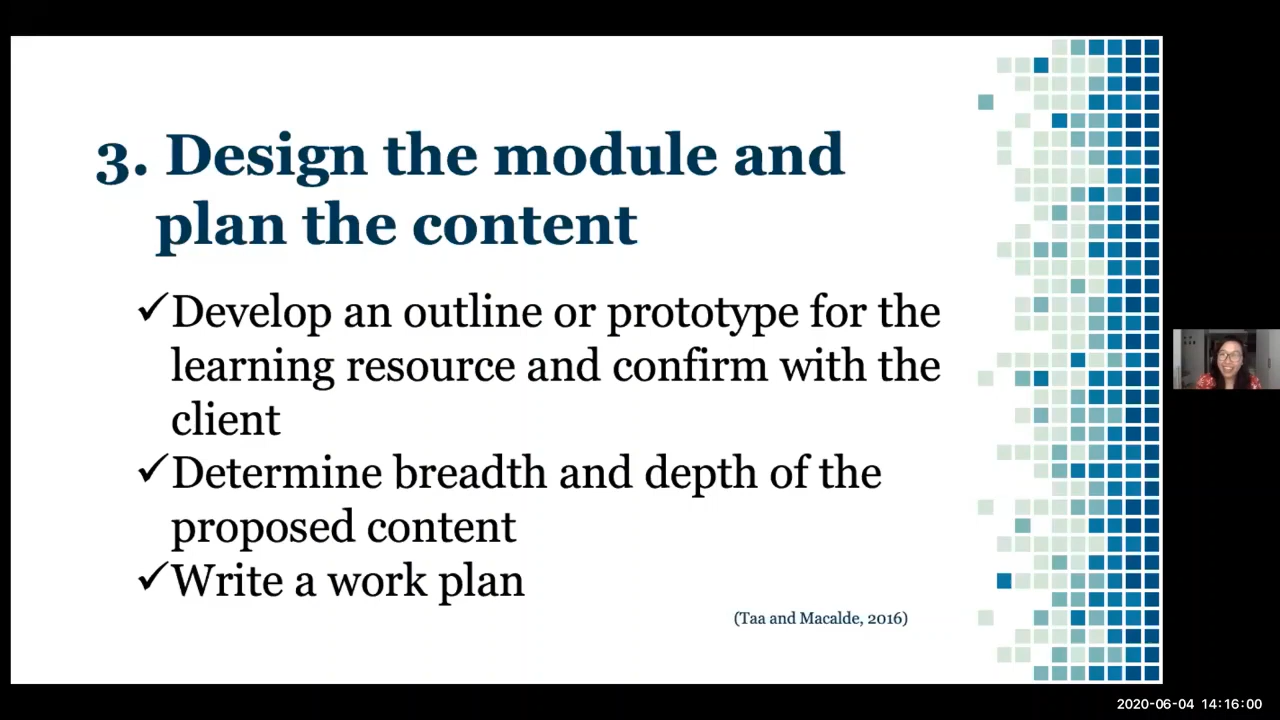 3. Design the module and
plan the content
✓Develop an outline or prototype for the
learning resource and confirm with the
client
✓Determine breadth and depth of the
proposed content
✓Write a work plan
(Taa and Macalde, 2016)
2020-06-04 14:16:00